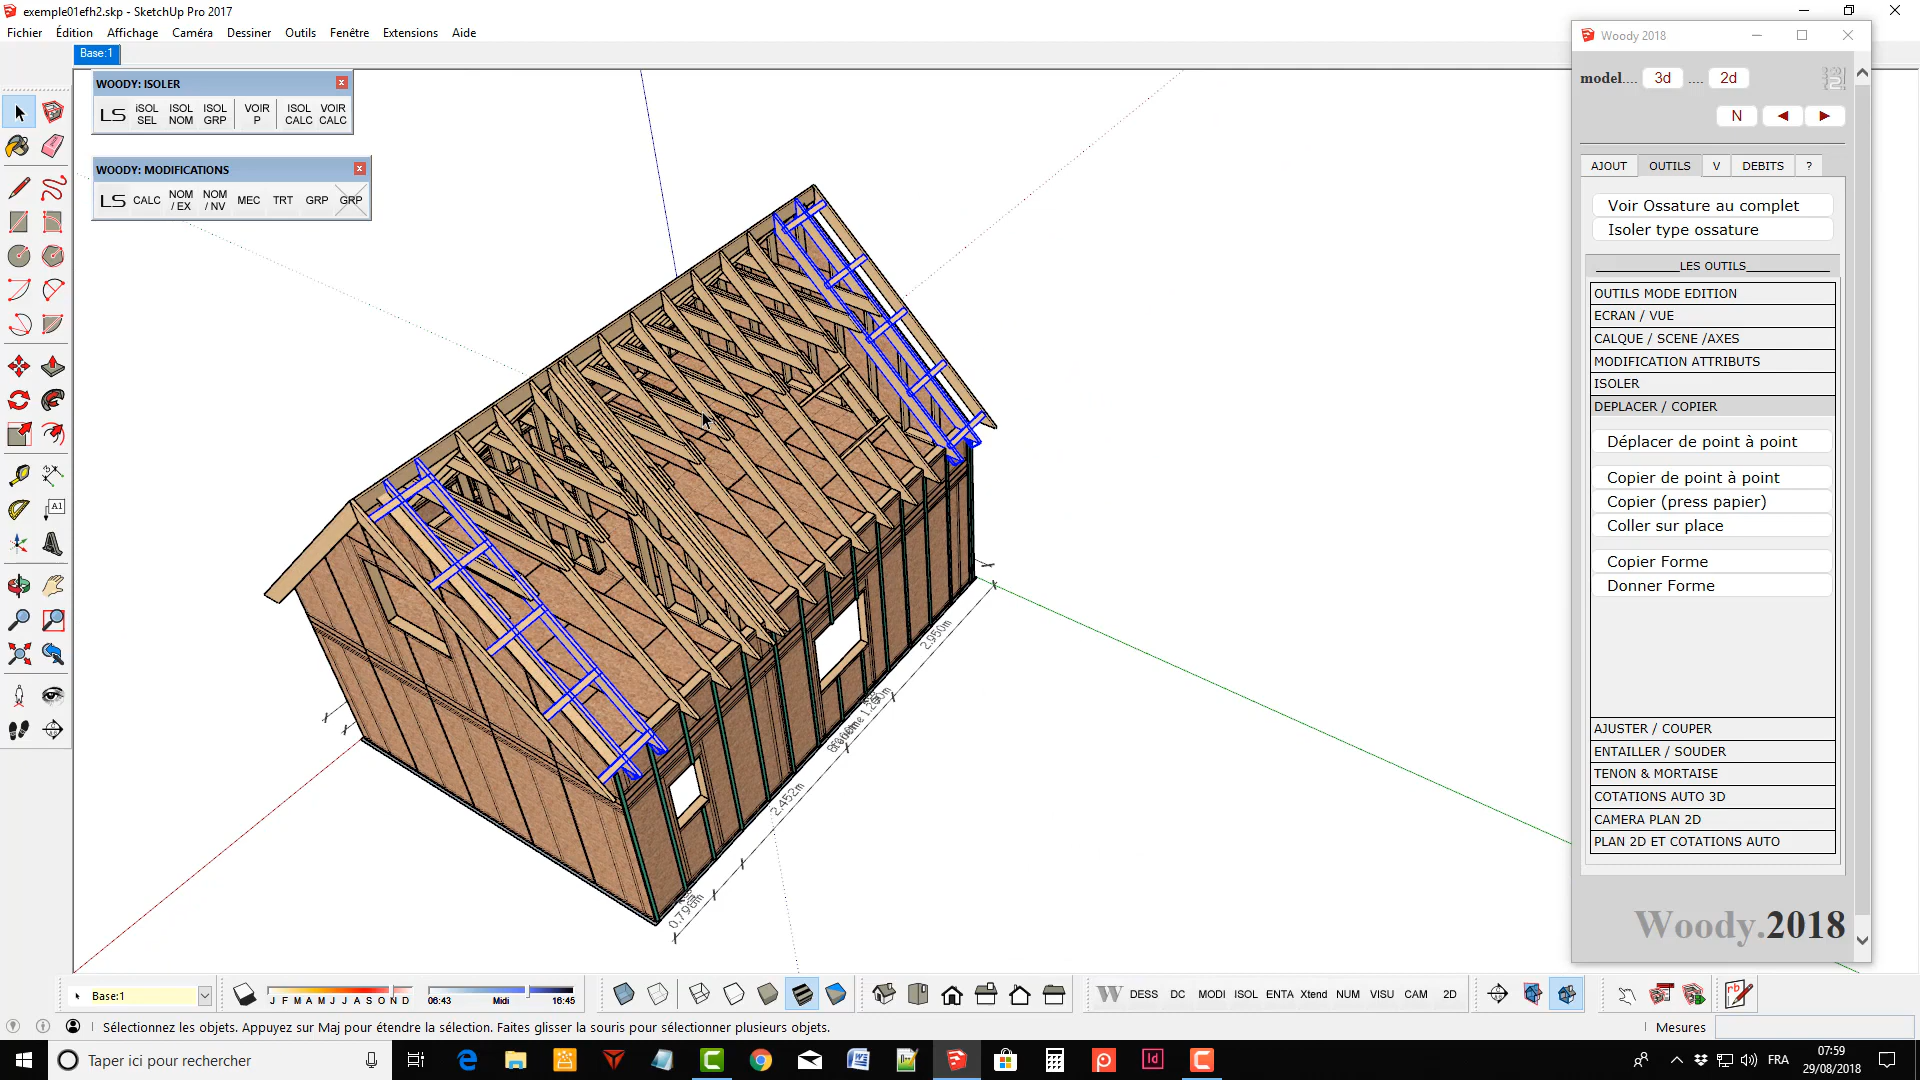 exemple01efh2.skp - SketchUp Pro 2017
Fichier Édition Affichage Caméra Dessiner Outils Fenêtre Extensions Aide
Base:1
WOODY: ISOLER
LS iSOL SEL ISOL NOM ISOL GRP VOIR P ISOL CALC VOIR CALC
WOODY: MODIFICATIONS
LS CALC NOM / EX NOM / NV MEC TRT GRP GRP
A1
2.950m
2.452m
0.798m
Woody 2018
model.... 3d .... 2d
N ◄ ►
AJOUT OUTILS V DEBITS ?
Voir Ossature au complet
Isoler type ossature
LES OUTILS
OUTILS MODE EDITION
ECRAN / VUE
CALQUE / SCENE /AXES
MODIFICATION ATTRIBUTS
ISOLER
DEPLACER / COPIER
Déplacer de point à point
Copier de point à point
Copier (press papier)
Coller sur place
Copier Forme
Donner Forme
AJUSTER / COUPER
ENTAILLER / SOUDER
TENON & MORTAISE
COTATIONS AUTO 3D
CAMERA PLAN 2D
PLAN 2D ET COTATIONS AUTO
Woody.2018
Base:1
J F M A M J J A S O N D
06:43 Midi 16:45
W DESS DC MODI ISOL ENTA Xtend NUM VISU CAM 2D
Sélectionnez les objets. Appuyez sur Maj pour étendre la sélection. Faites glisser la souris pour sélectionner plusieurs objets.
Mesures
Taper ici pour rechercher
FRA
07:59
29/08/2018